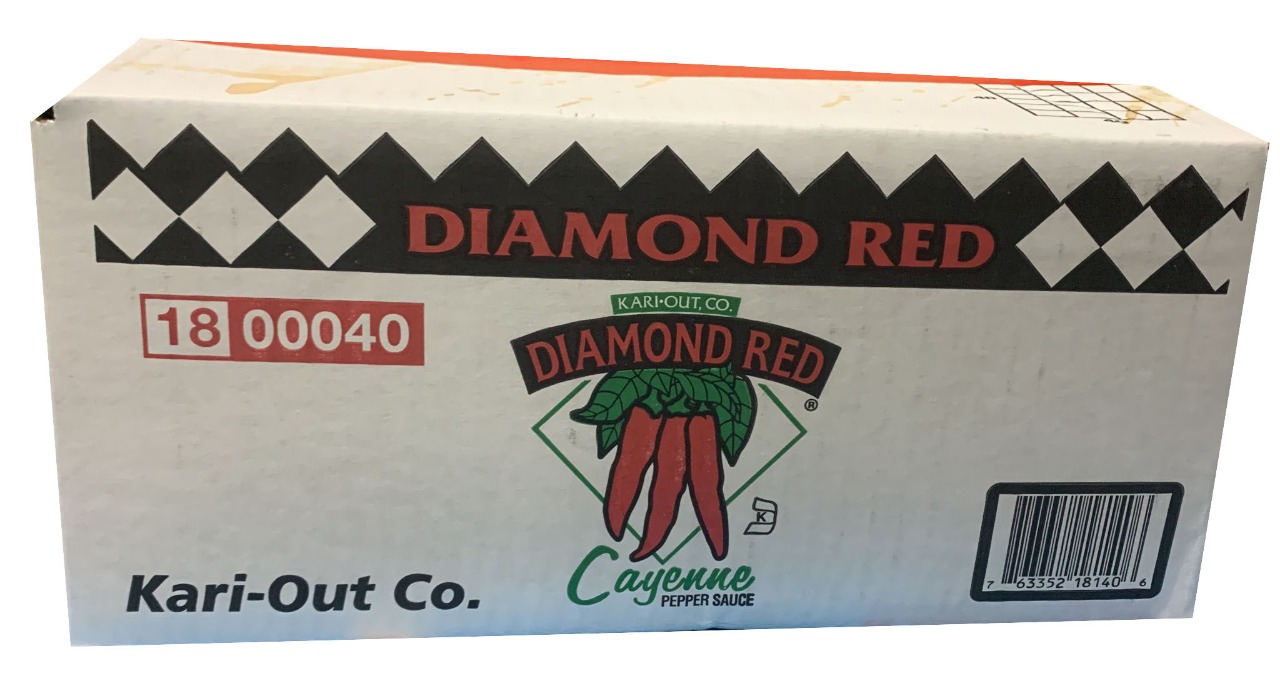 DIAMOND RED
18 00040
KARI•OUT, CO.
DIAMOND RED
®
K
Cayenne
PEPPER SAUCE
Kari-Out Co.
7 63352 18140 6